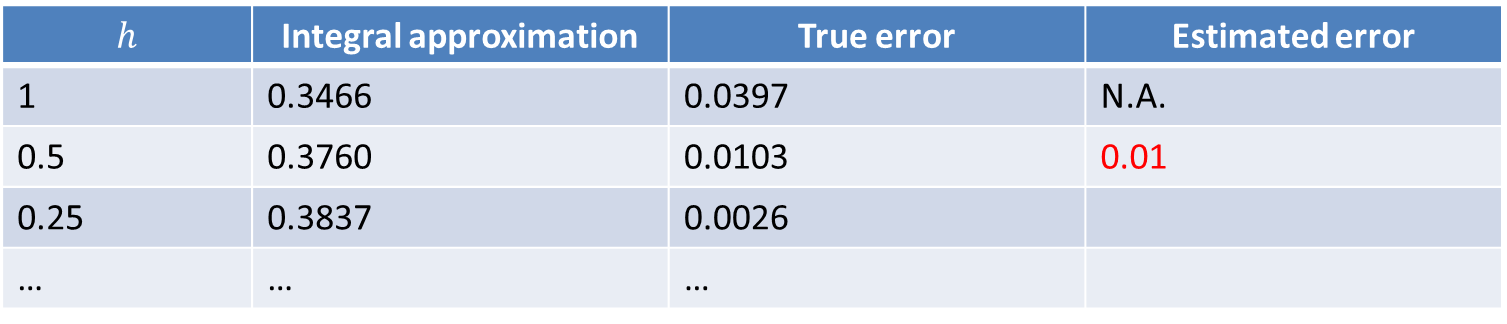 h Integral approximation True error Estimated error
1 0.3466 0.0397 N.A.
0.5 0.3760 0.0103 0.01
0.25 0.3837 0.0026
... ... ...